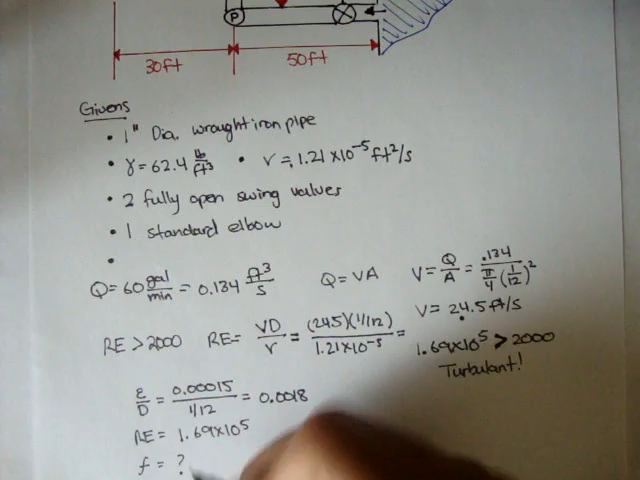 P
30ft 50ft
Givens
• 1" Dia. wrought iron pipe
• γ = 62.4 lb/ft³ • ν = 1.21 x 10⁻⁵ ft²/s
• 2 fully open swing valves
• 1 standard elbow
•
Q = 60 gal/min = 0.134 ft³/s Q = VA V = Q/A = .134 / (π/4 (1/12)²)
V = 24.5 ft/s
RE > 2000 RE = VD/ν = (24.5)(1/12) / 1.21x10⁻⁵ = 1.69x10⁵ > 2000
Turbulant!
ε/D = 0.00015 / 1/12 = 0.0018
RE = 1.69x10⁵
f = ?